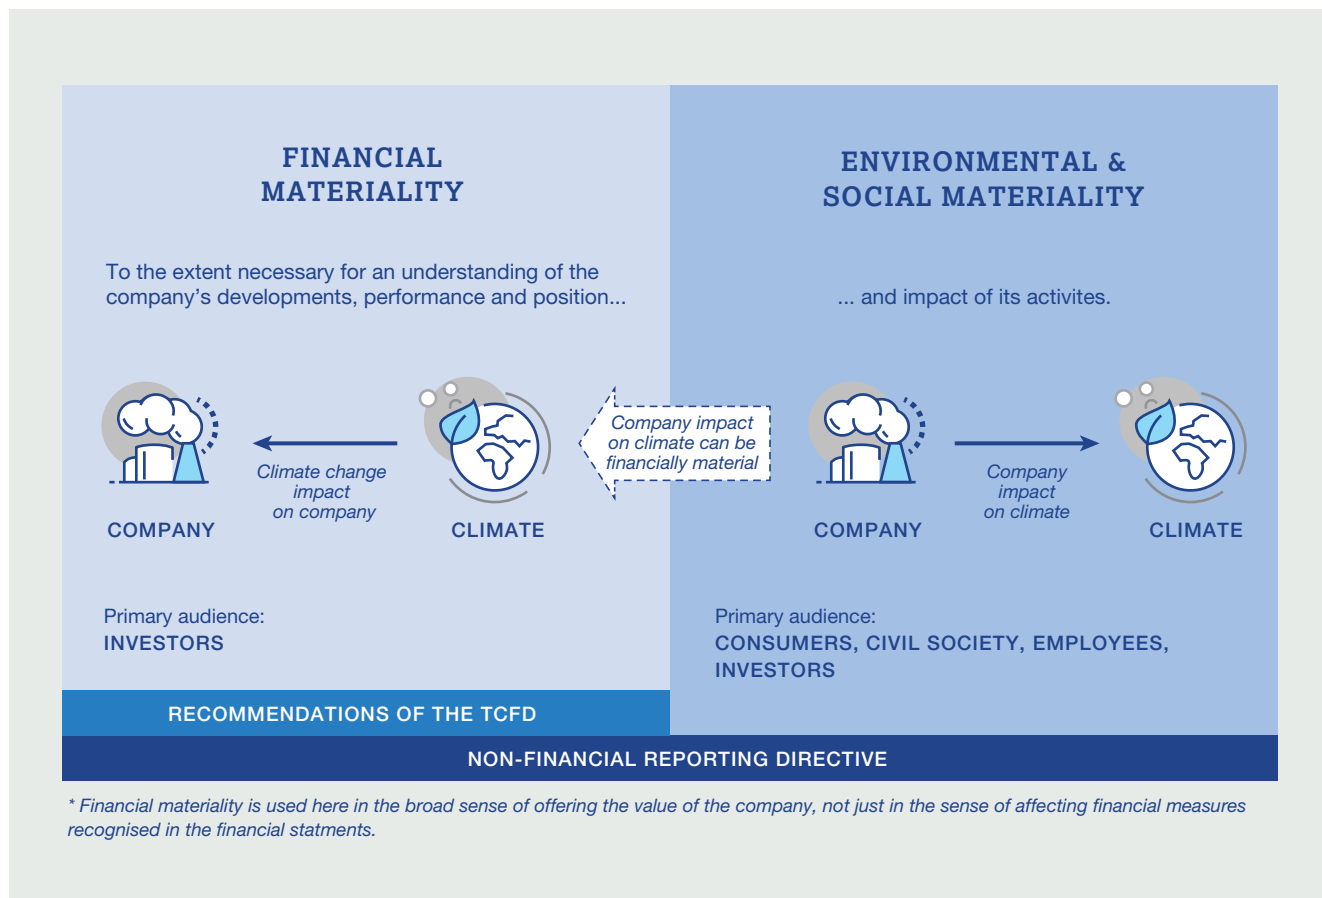 FINANCIAL
MATERIALITY
To the extent necessary for an understanding of the
company's developments, performance and position...
Climate change
impact
on company
COMPANY
CLIMATE
Primary audience:
INVESTORS
RECOMMENDATIONS OF THE TCFD
Company impact
on climate can be
financially material
ENVIRONMENTAL &
SOCIAL MATERIALITY
... and impact of its activites.
Company
impact
on climate
COMPANY
CLIMATE
Primary audience:
CONSUMERS, CIVIL SOCIETY, EMPLOYEES,
INVESTORS
NON-FINANCIAL REPORTING DIRECTIVE
* Financial materiality is used here in the broad sense of offering the value of the company, not just in the sense of affecting financial measures
recognised in the financial statments.